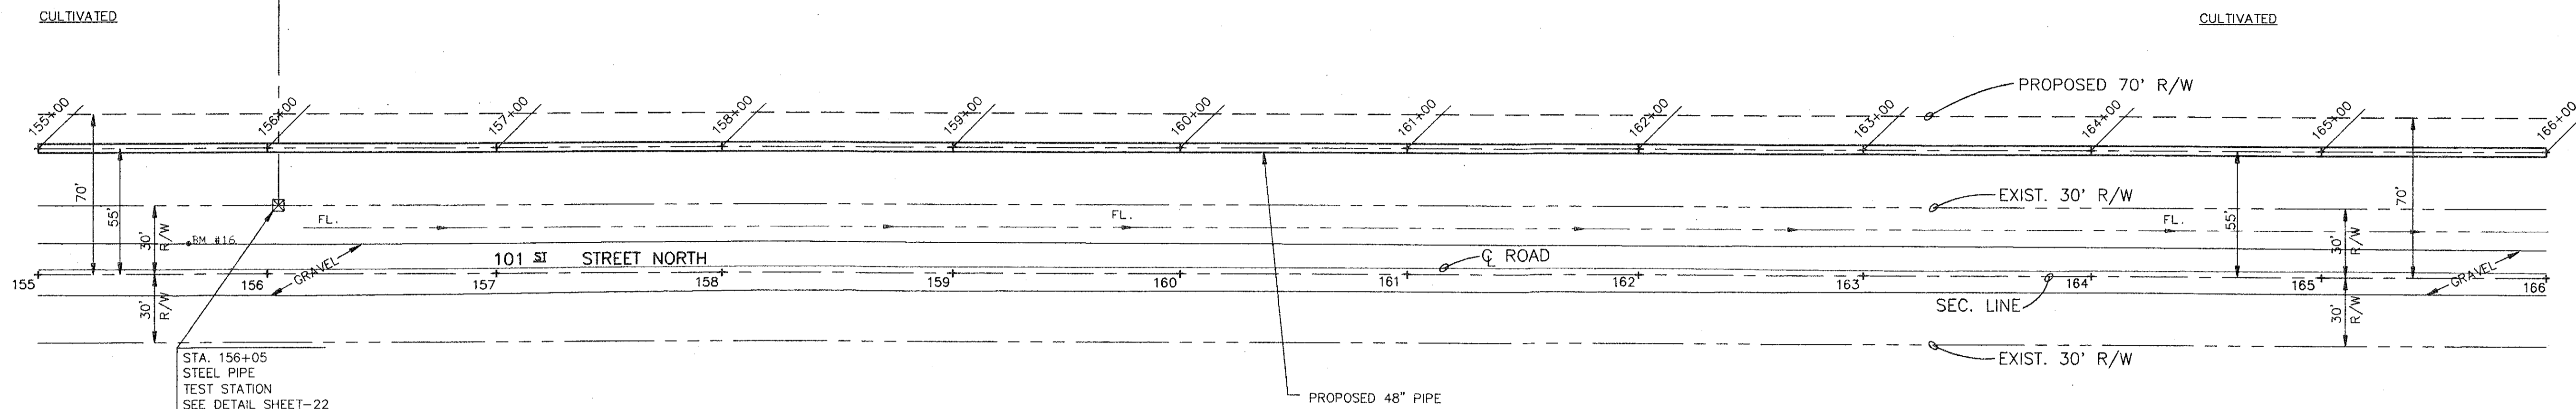 CULTIVATED
CULTIVATED
PROPOSED 70' R/W
155+00
156+00
157+00
158+00
159+00
160+00
161+00
162+00
163+00
164+00
165+00
166+00
70'
55'
30'
R/W
BM #16
FL.
FL.
FL.
EXIST. 30' R/W
55'
70'
30'
R/W
GRAVEL
101 ST STREET NORTH
℄ ROAD
GRAVEL
155
156
157
158
159
160
161
162
163
164
165
166
30'
R/W
SEC. LINE
30'
R/W
EXIST. 30' R/W
STA. 156+05
STEEL PIPE
TEST STATION
SEE DETAIL SHEET-22
PROPOSED 48" PIPE